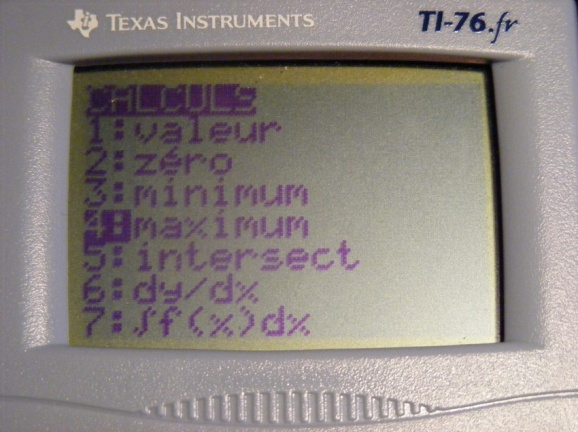 TEXAS INSTRUMENTS TI-76.fr
CALCULE
1:valeur
2:zéro
3:minimum
4:maximum
5:intersect
6:dy/dx
7:∫f(x)dx